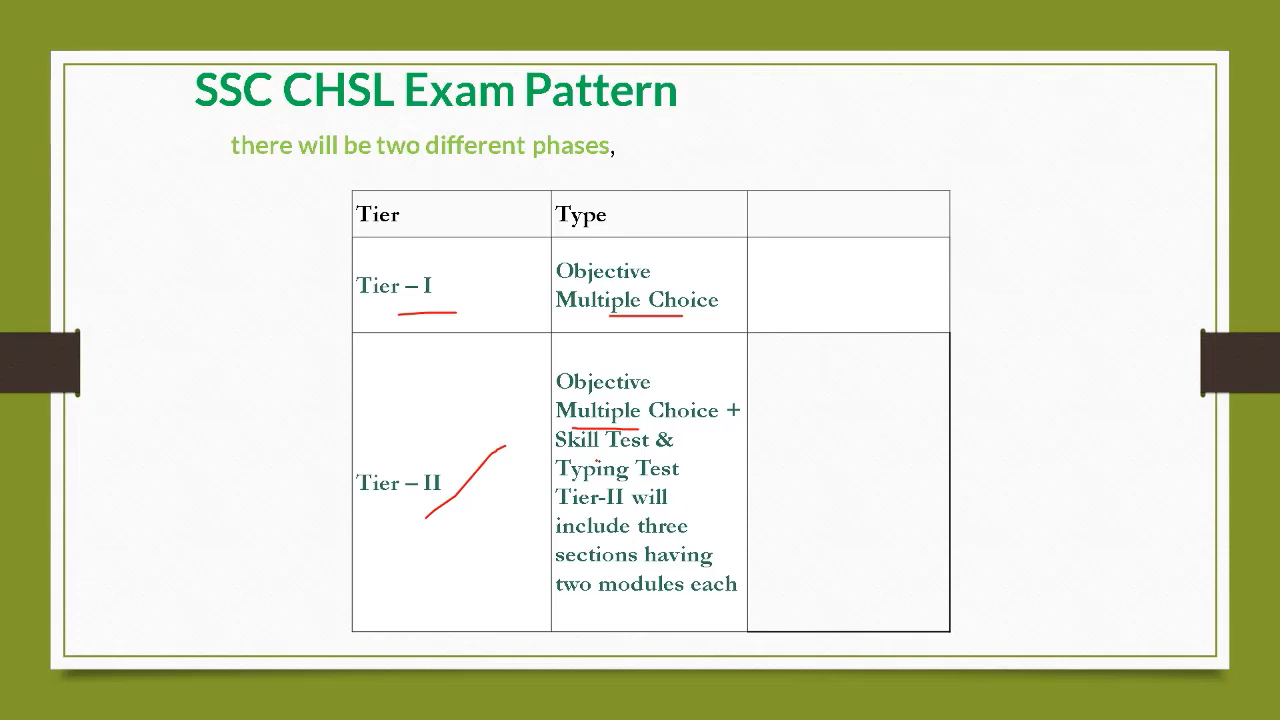 SSC CHSL Exam Pattern
there will be two different phases,
Tier
Type
Tier – I
Objective
Multiple Choice
Tier – II
Objective
Multiple Choice +
Skill Test &
Typing Test
Tier-II will
include three
sections having
two modules each